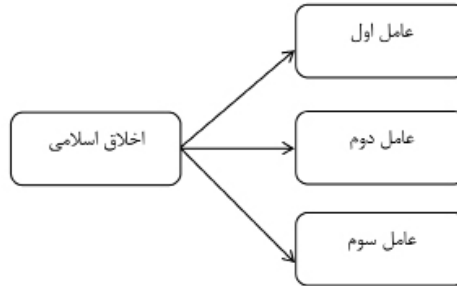 عامل اول
اخلاق اسلامی
عامل دوم
عامل سوم